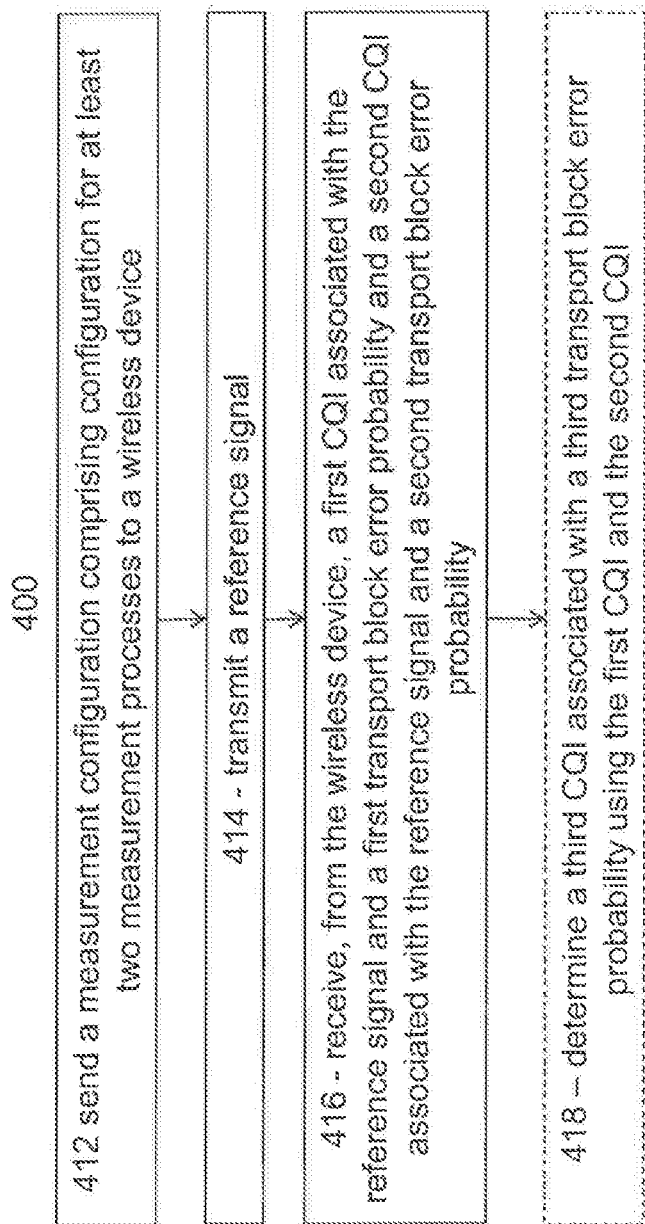 400
412 send a measurement configuration comprising configuration for at least
two measurement processes to a wireless device
414 - transmit a reference signal
416 - receive, from the wireless device, a first CQI associated with the
reference signal and a first transport block error probability and a second CQI
associated with the reference signal and a second transport block error
probability
418 – determine a third CQI associated with a third transport block error
probability using the first CQI and the second CQI